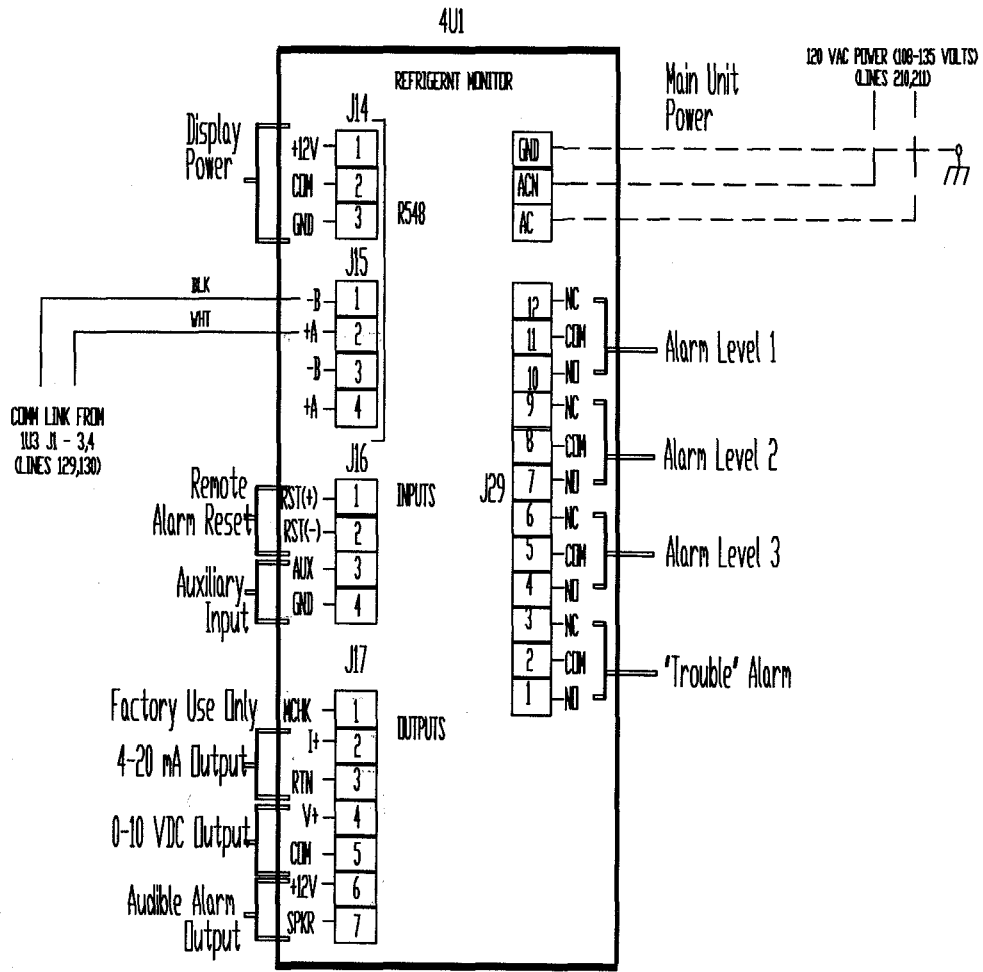 4U1
REFRIGERNT MONITOR
120 VAC POWER (108-135 VOLTS)
(LINES 210,211)
Main Unit
Power
Display
Power
J14
+12V 1
COM 2
GND 3
R548
GND
ACN
AC
J15
BLK
-B 1
WHT
+A 2
-B 3
+A 4
COMM LINK FROM
1U3 J1 - 3,4
(LINES 129,130)
12 NC
11 COM
10 NO
Alarm Level 1
9 NC
8 COM
7 NO
Alarm Level 2
J29
6 NC
5 COM
4 NO
Alarm Level 3
3 NC
2 COM
1 NO
"Trouble" Alarm
J16
INPUTS
Remote
Alarm Reset
RST(+) 1
RST(-) 2
Auxiliary
Input
AUX 3
GND 4
J17
OUTPUTS
Factory Use Only
MCHK 1
4-20 mA Output
I+ 2
RTN 3
0-10 VDC Output
V+ 4
COM 5
Audible Alarm
Output
+12V 6
SPKR 7